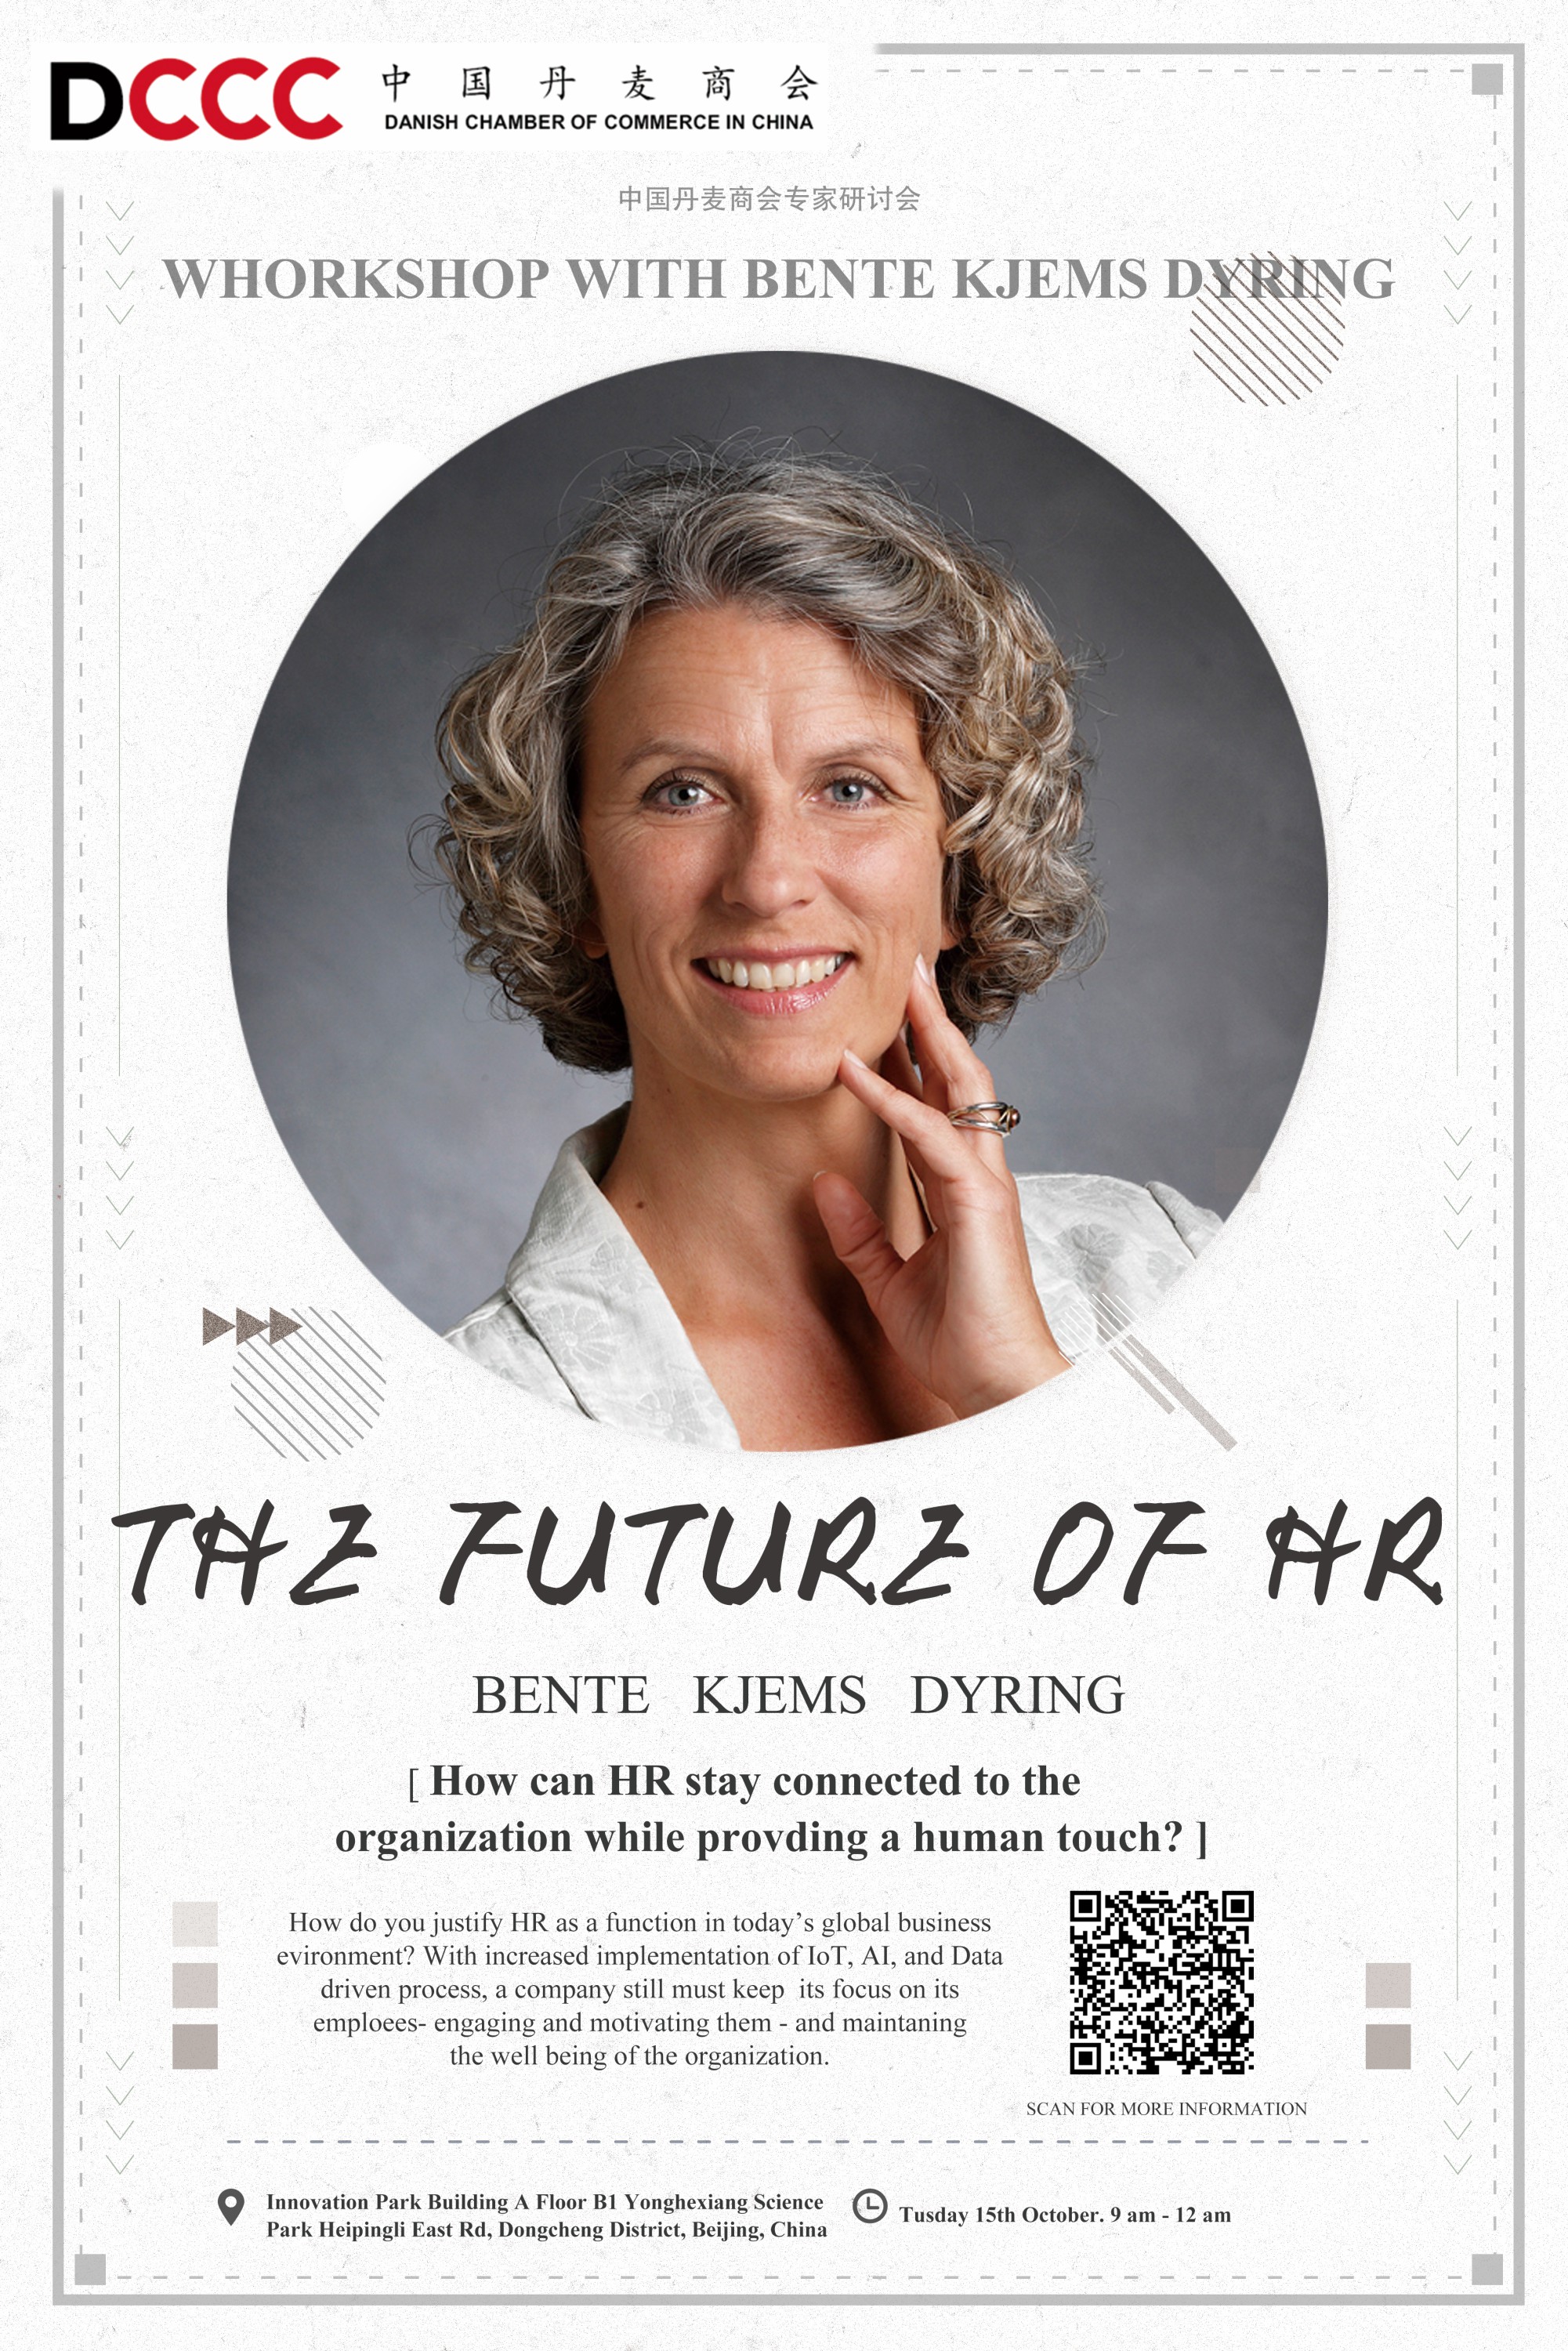 DCCC
中国丹麦商会
DANISH CHAMBER OF COMMERCE IN CHINA
中国丹麦商会专家研讨会
WHORKSHOP WITH BENTE KJEMS DYRING
THE FUTURE OF HR
BENTE KJEMS DYRING
[ How can HR stay connected to the
organization while provding a human touch? ]
How do you justify HR as a function in today’s global business
evironment? With increased implementation of IoT, AI, and Data
driven process, a company still must keep its focus on its
emploees- engaging and motivating them - and maintaning
the well being of the organization.
SCAN FOR MORE INFORMATION
Innovation Park Building A Floor B1 Yonghexiang Science
Park Heipingli East Rd, Dongcheng District, Beijing, China
Tusday 15th October. 9 am - 12 am